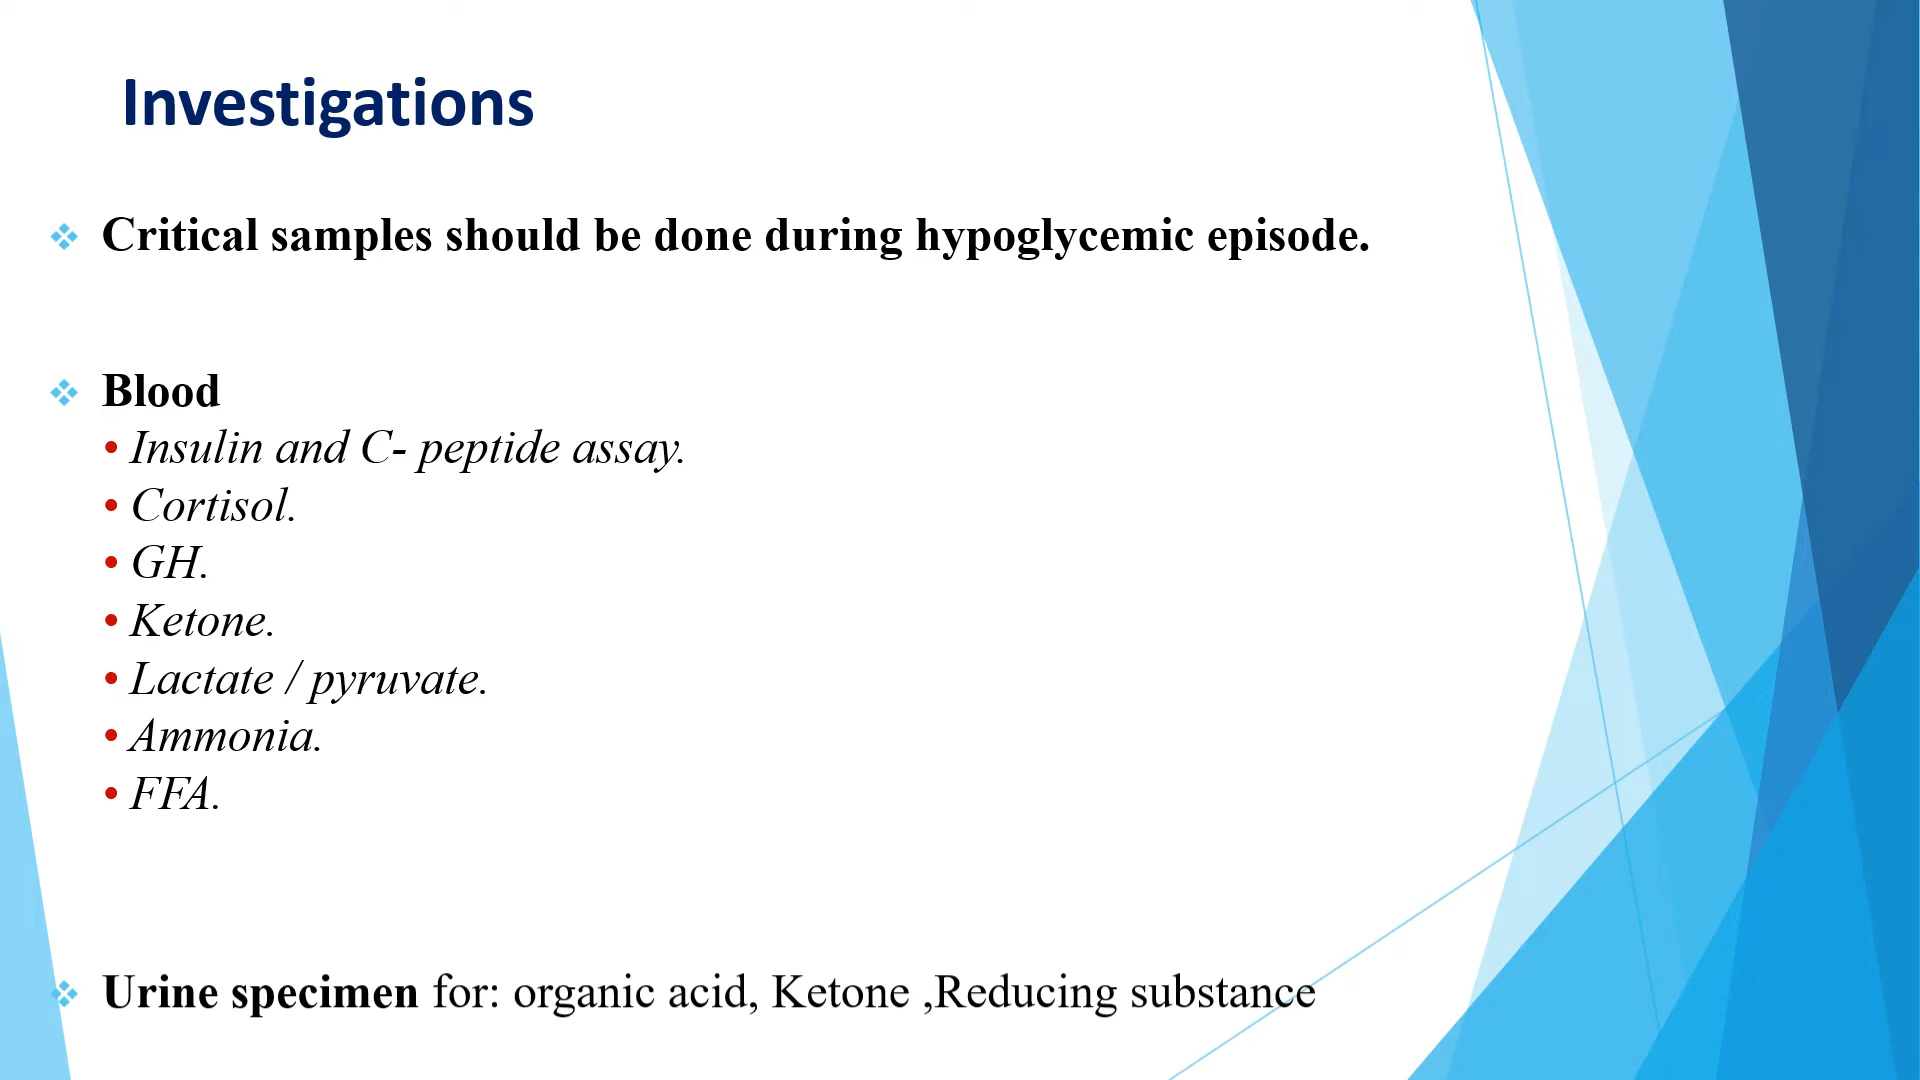 Investigations
Critical samples should be done during hypoglycemic episode.
Blood
• Insulin and C- peptide assay.
• Cortisol.
• GH.
• Ketone.
• Lactate / pyruvate.
• Ammonia.
• FFA.
Urine specimen for: organic acid, Ketone ,Reducing substance